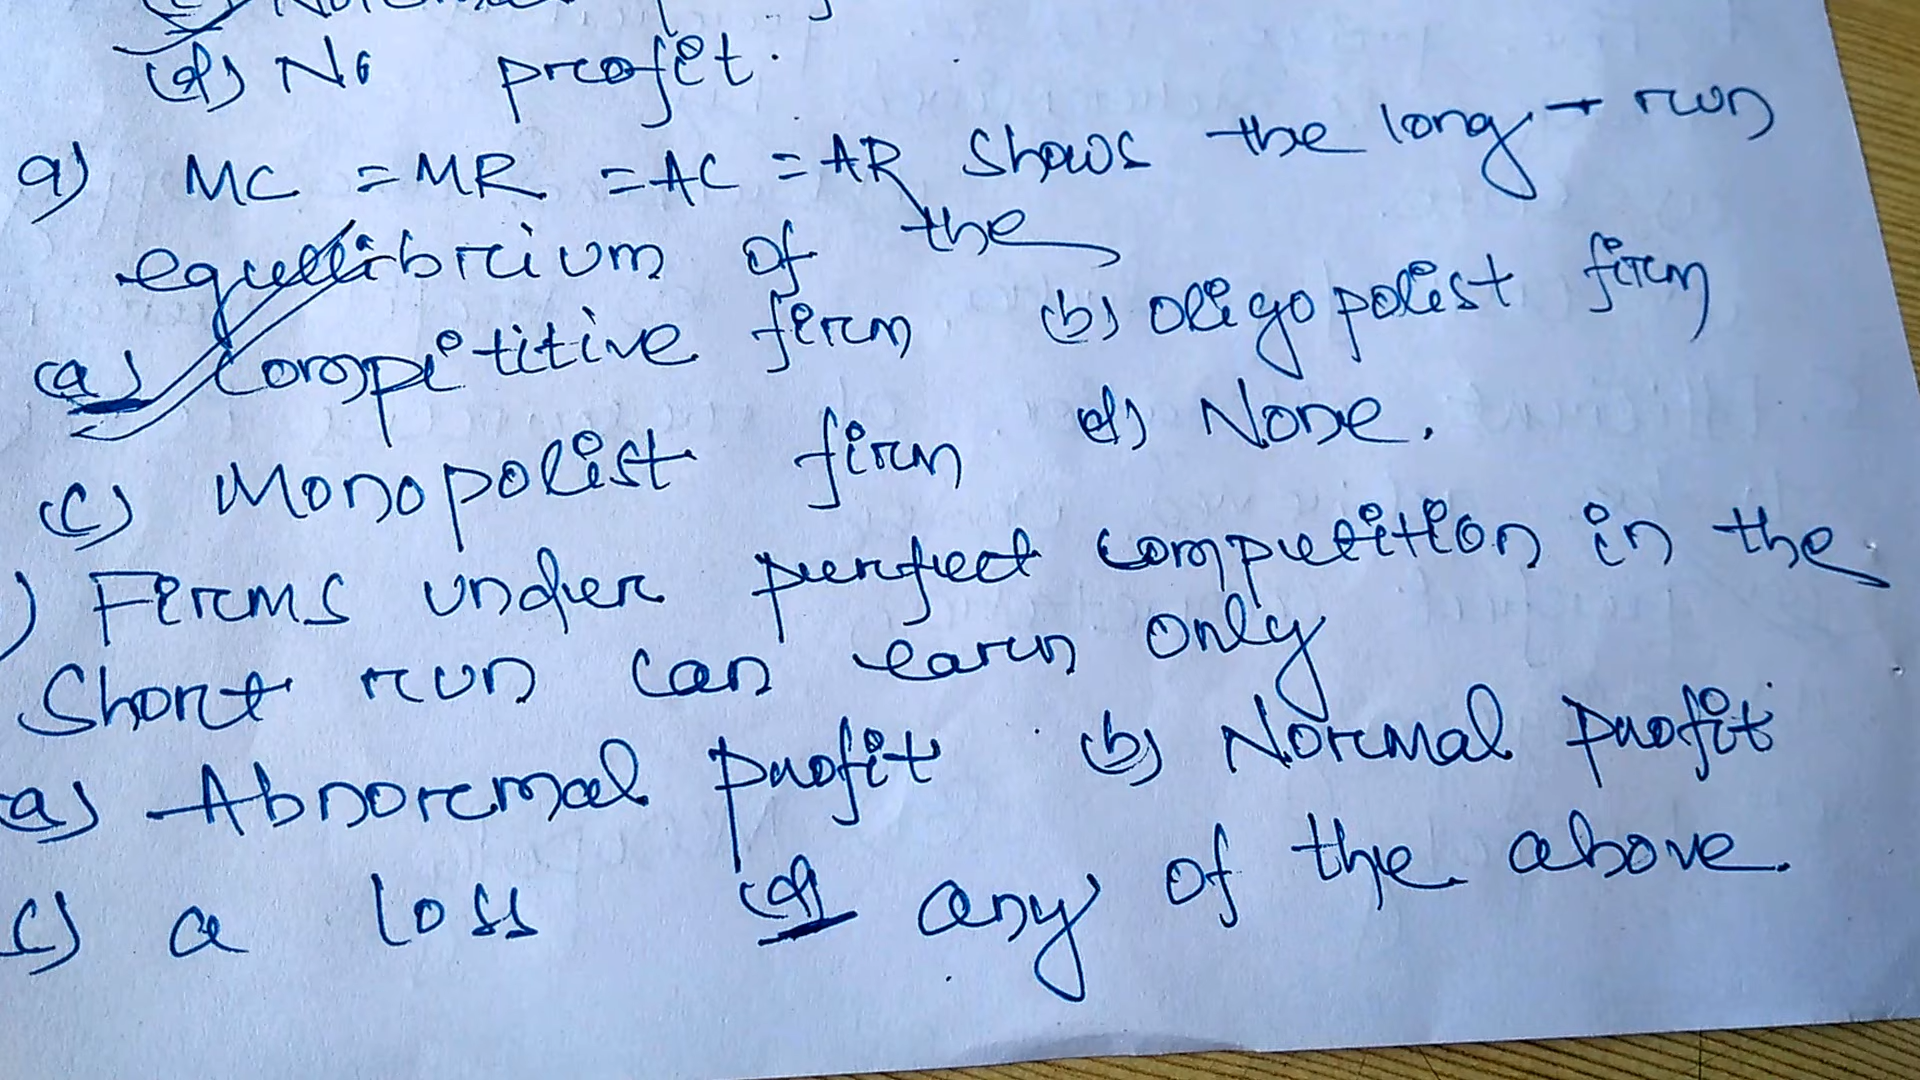 (d) No profit.
9) MC = MR = AC = AR shows the long-run
equilibrium of the
(a) Competitive firm (b) Oligopolist firm
(c) Monopolist firm d) None.
) Firms under perfect competition in the
Short run can earn only
a) Abnormal profit (b) Normal profit
c) a loss (d) any of the above.